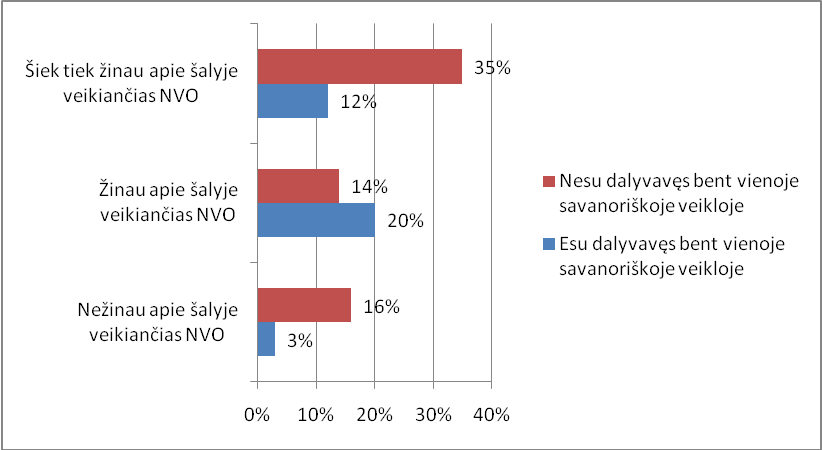 Šiek tiek žinau apie šalyje
veikiančias NVO
35%
12%
Žinau apie šalyje
veikiančias NVO
14%
20%
Nežinau apie šalyje
veikiančias NVO
16%
3%
0% 10% 20% 30% 40%
Nesu dalyvavęs bent vienoje
savanoriškoje veikloje
Esu dalyvavęs bent vienoje
savanoriškoje veikloje